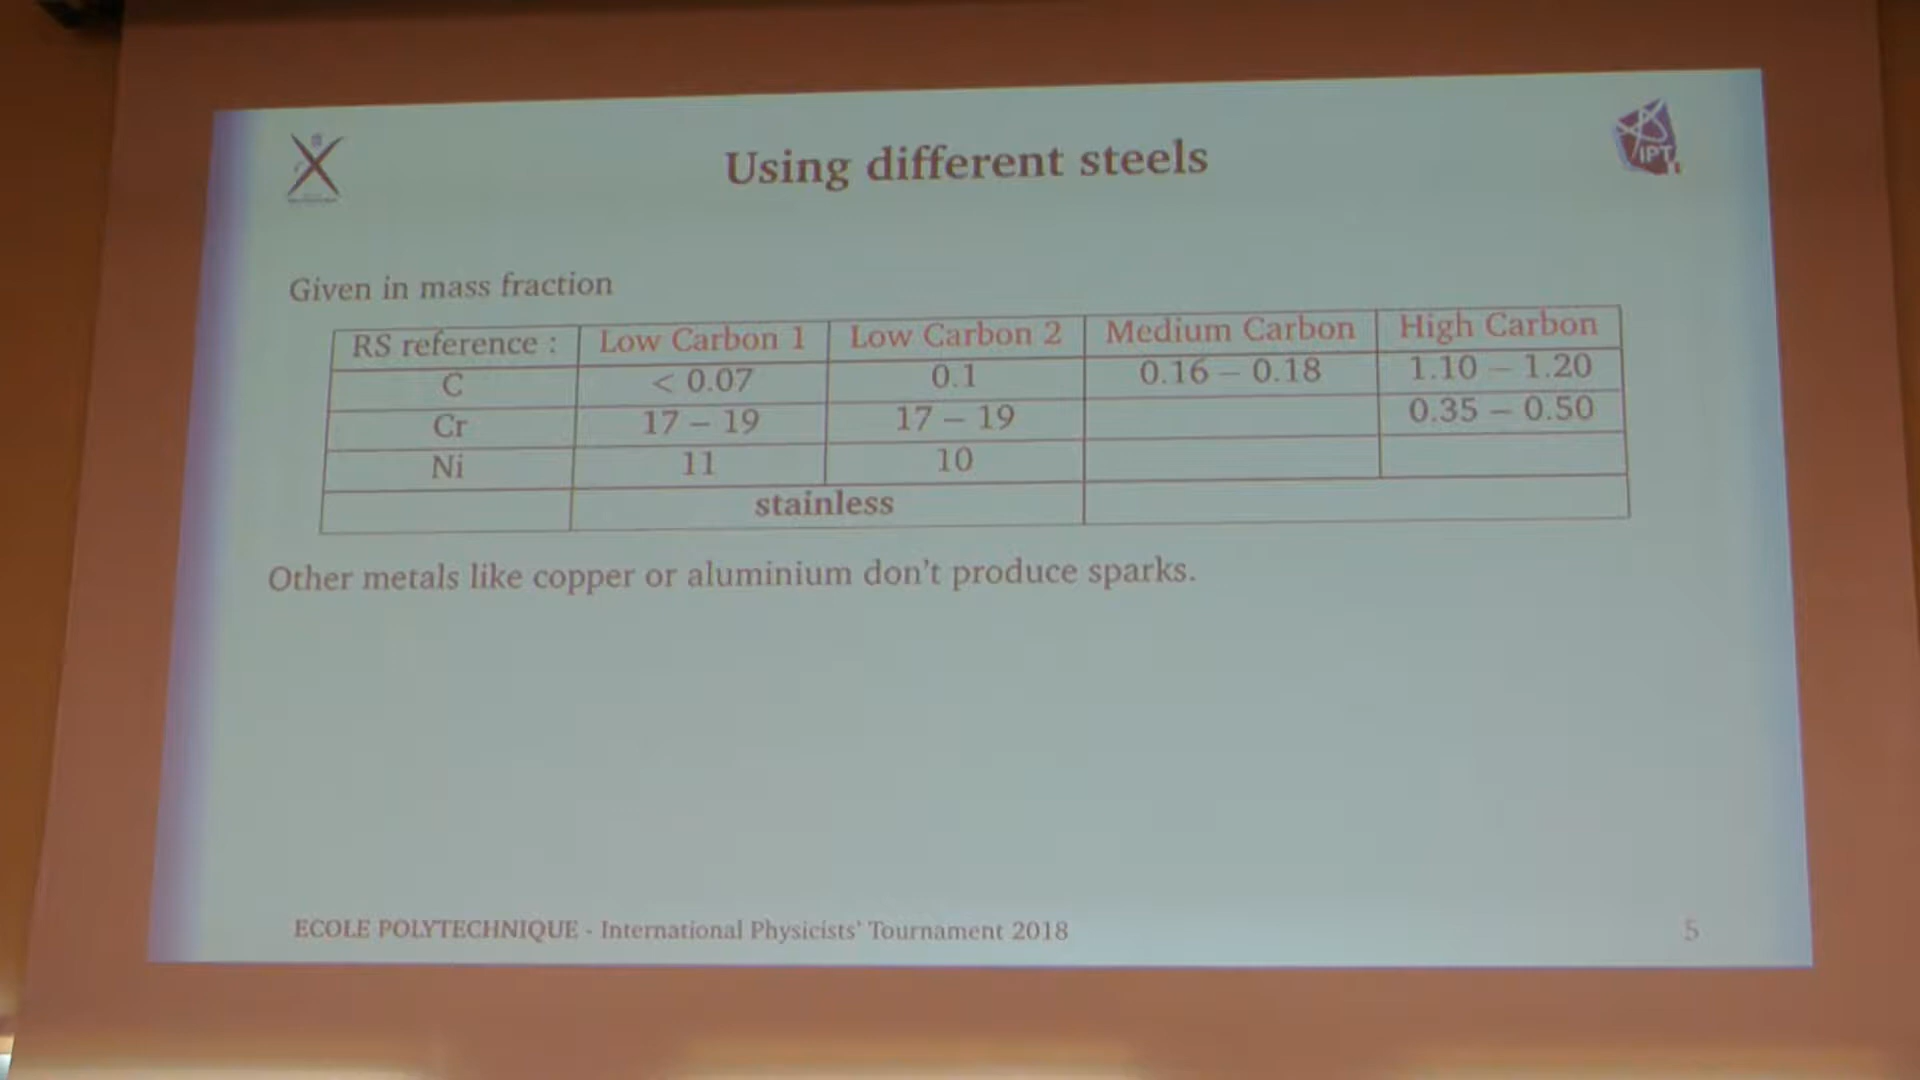 Using different steels
IPT
Given in mass fraction
RS reference : Low Carbon 1 Low Carbon 2 Medium Carbon High Carbon
C < 0.07 0.1 0.16 – 0.18 1.10 – 1.20
Cr 17 – 19 17 – 19 0.35 – 0.50
Ni 11 10
stainless
Other metals like copper or aluminium don't produce sparks.
ECOLE POLYTECHNIQUE - International Physicists' Tournament 2018 5